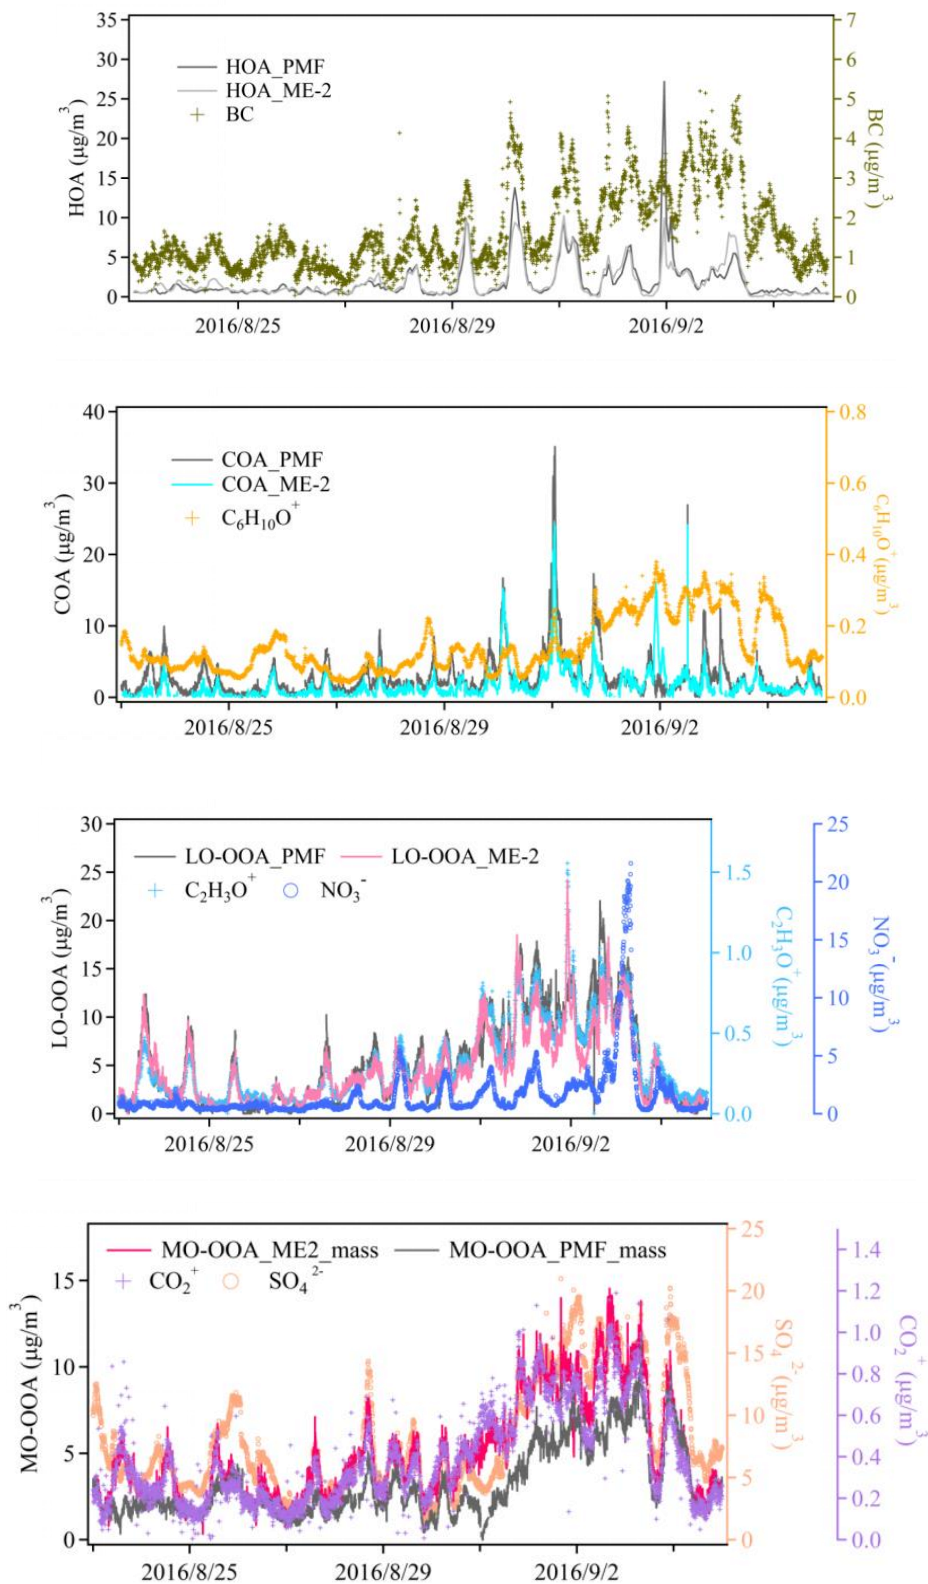 35
30
25
20
15
10
5
0
HOA (μg/m³)
HOA_PMF
HOA_ME-2
BC
7
6
5
4
3
2
1
0
BC (μg/m³)
2016/8/25 2016/8/29 2016/9/2
40
30
20
10
0
COA (μg/m³)
COA_PMF
COA_ME-2
C₆H₁₀O⁺
0.8
0.6
0.4
0.2
0.0
C₆H₁₀O⁺(μg/m³)
2016/8/25 2016/8/29 2016/9/2
30
25
20
15
10
5
0
LO-OOA (μg/m³)
LO-OOA_PMF LO-OOA_ME-2
C₂H₃O⁺ NO₃⁻
1.5
1.0
0.5
0.0
C₂H₃O⁺(μg/m³)
25
20
15
10
5
0
NO₃⁻(μg/m³)
2016/8/25 2016/8/29 2016/9/2
15
10
5
0
MO-OOA (μg/m³)
MO-OOA_ME2_mass MO-OOA_PMF_mass
CO₂⁺ SO₄²⁻
25
20
15
10
5
0
SO₄²⁻(μg/m³)
1.4
1.2
1.0
0.8
0.6
0.4
0.2
0.0
CO₂⁺(μg/m³)
2016/8/25 2016/8/29 2016/9/2